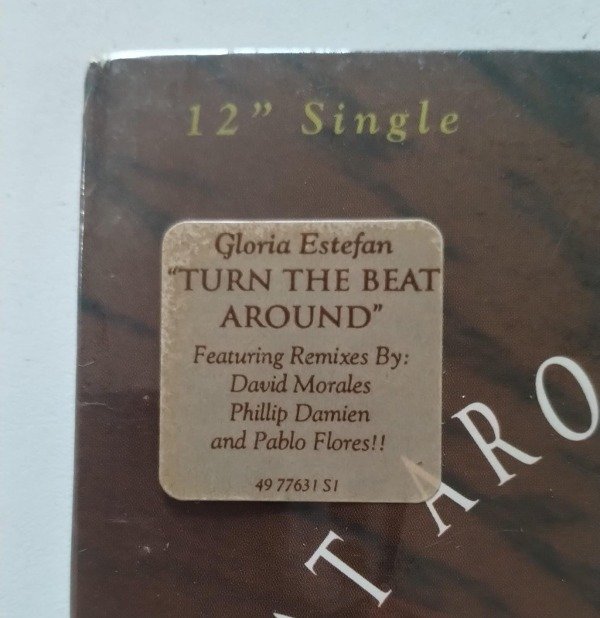 12” Single
Gloria Estefan
“TURN THE BEAT
AROUND”
Featuring Remixes By:
David Morales
Phillip Damien
and Pablo Flores!!
49 77631 S1
T ARO